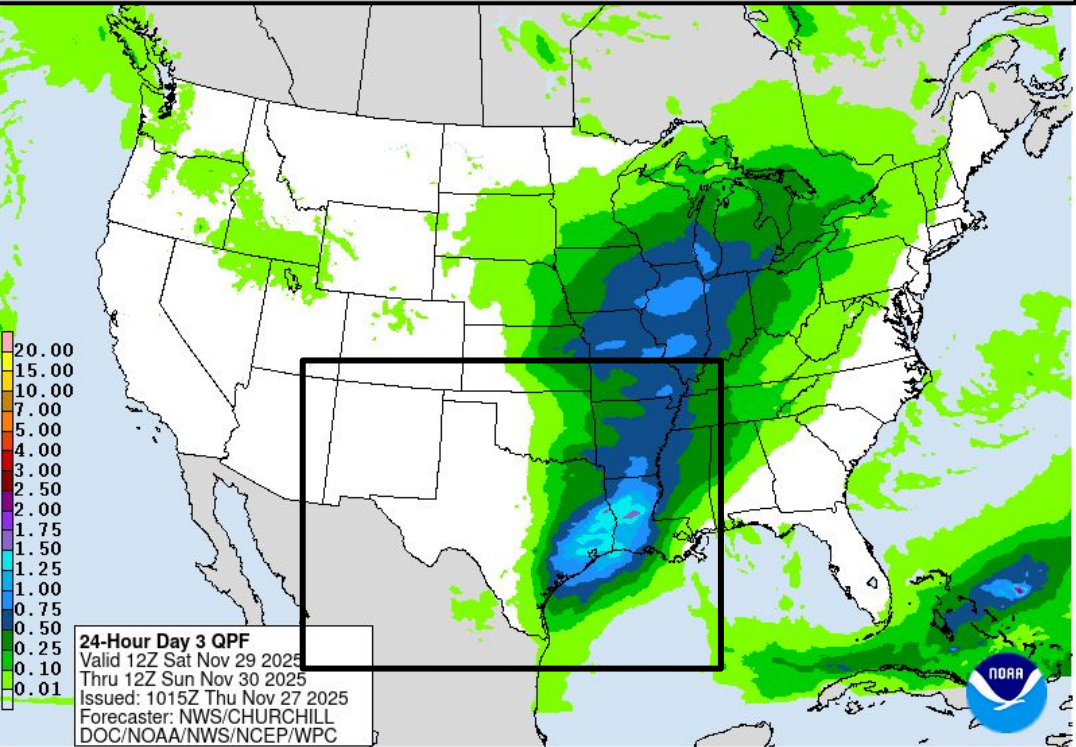 20.00
15.00
10.00
7.00
5.00
4.00
3.00
2.50
2.00
1.75
1.50
1.25
1.00
0.75
0.50
0.25
0.10
0.01
24-Hour Day 3 QPF
Valid 12Z Sat Nov 29 2025
Thru 12Z Sun Nov 30 2025
Issued: 1015Z Thu Nov 27 2025
Forecaster: NWS/CHURCHILL
DOC/NOAA/NWS/NCEP/WPC
NOAA